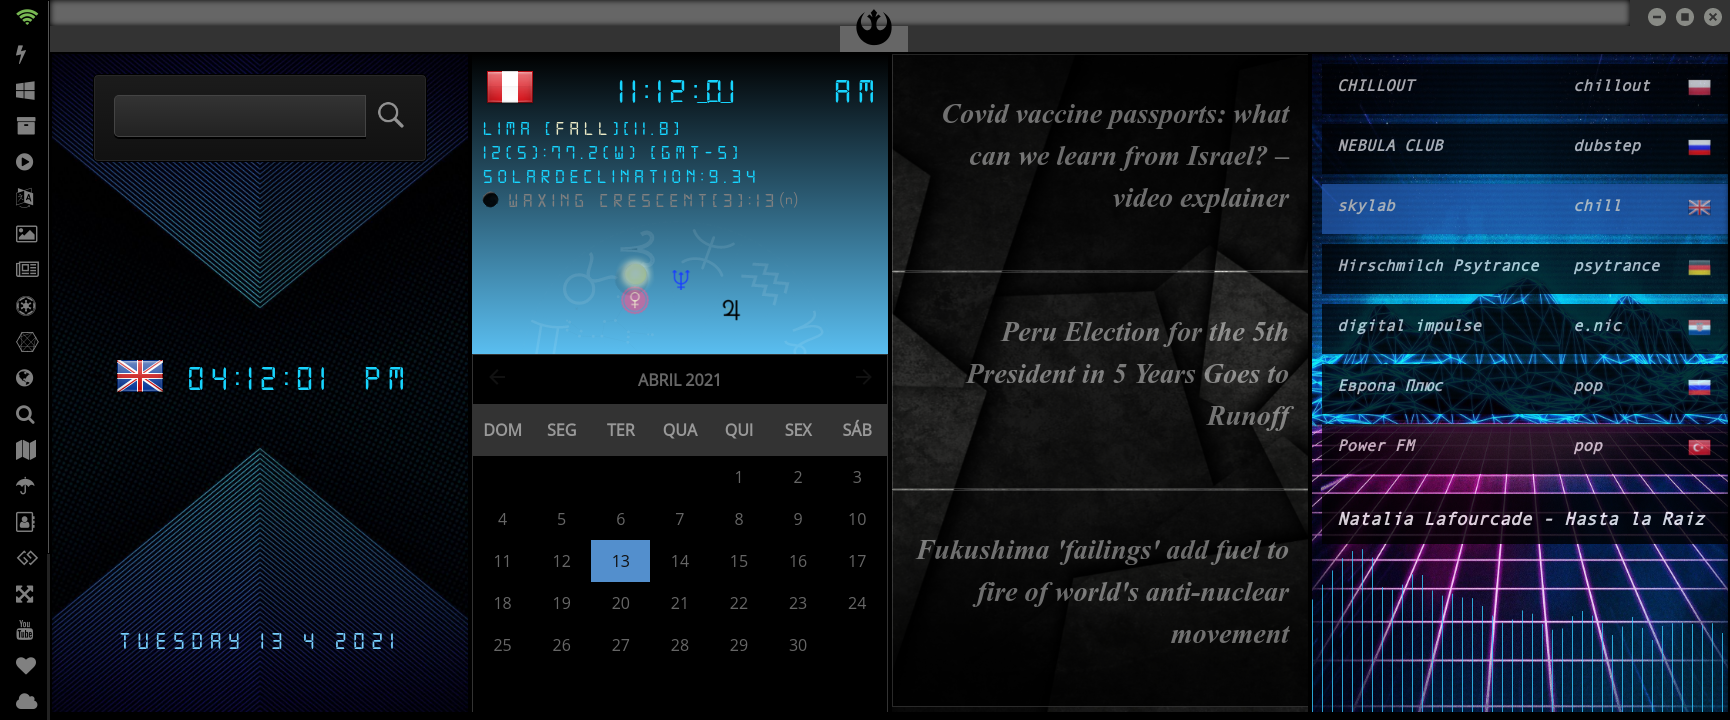 04:12:01 PM
TUESDAY 13 4 2021
11:12:01 AM
LIMA (FALL)(11.8)
12(S):77.2(W) (GMT-5)
SOLARDECLINATION:9.34
WAXING CRESCENT(3):13(n)
ABRIL 2021
DOM SEG TER QUA QUI SEX SÁB
1 2 3
4 5 6 7 8 9 10
11 12 13 14 15 16 17
18 19 20 21 22 23 24
25 26 27 28 29 30
Covid vaccine passports: what
can we learn from Israel? –
video explainer
Peru Election for the 5th
President in 5 Years Goes to
Runoff
Fukushima 'failings' add fuel to
fire of world's anti-nuclear
movement
CHILLOUT chillout
NEBULA CLUB dubstep
skylab chill
Hirschmilch Psytrance psytrance
digital impulse e.nic
Европа Плюс pop
Power FM pop
Natalia Lafourcade - Hasta la Raiz
You
Tube